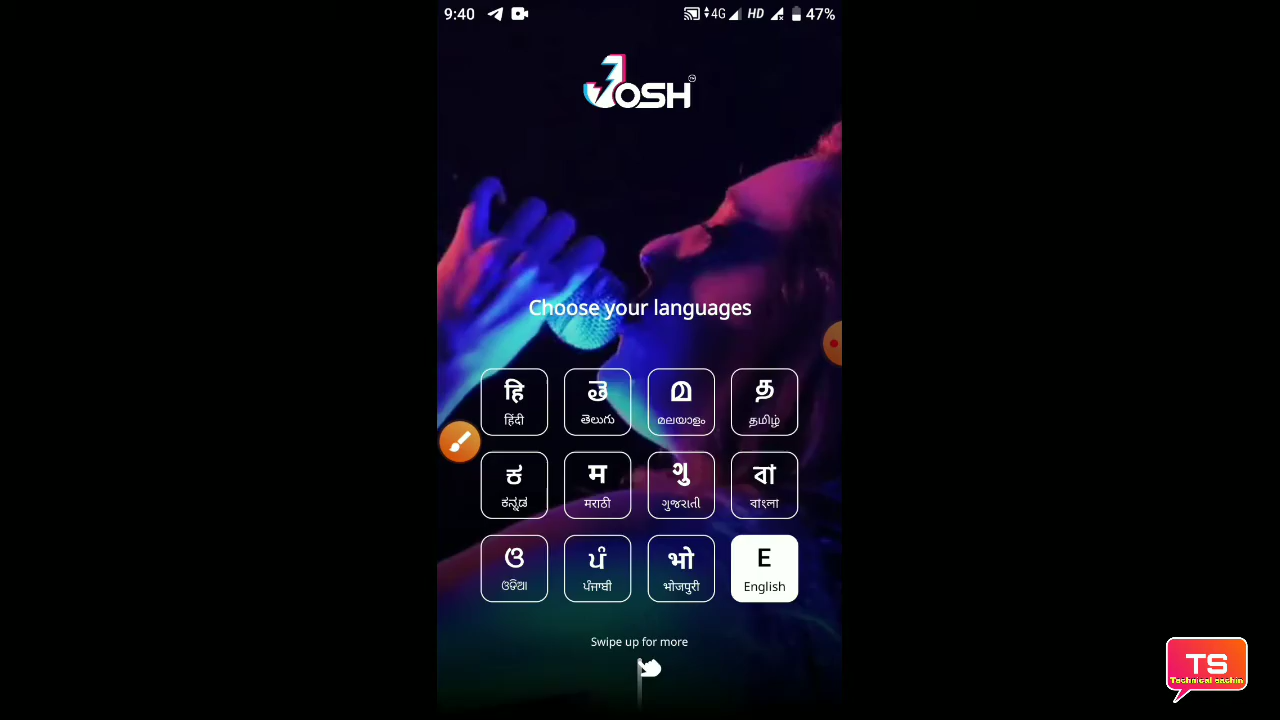 9:40 4G HD 47%
JOSH
Choose your languages
हि తె മ த
हिंदी తెలుగు മലയാളം தமிழ்
ಕ म ગુ বাং
ಕನ್ನಡ मराठी ગુજરાતી বাংলা
ଓ ਪੰ भो E
ଓଡିଆ ਪੰਜਾਬੀ भोजपुरी English
Swipe up for more
TS
Technical sachin